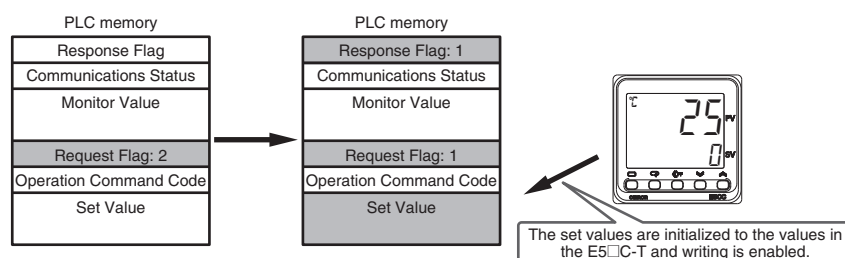 PLC memory
Response Flag
Communications Status
Monitor Value
Request Flag: 2
Operation Command Code
Set Value
PLC memory
Response Flag: 1
Communications Status
Monitor Value
Request Flag: 1
Operation Command Code
Set Value
℃
25 PV
0 SV
omron E5CC
The set values are initialized to the values in
the E5□C-T and writing is enabled.